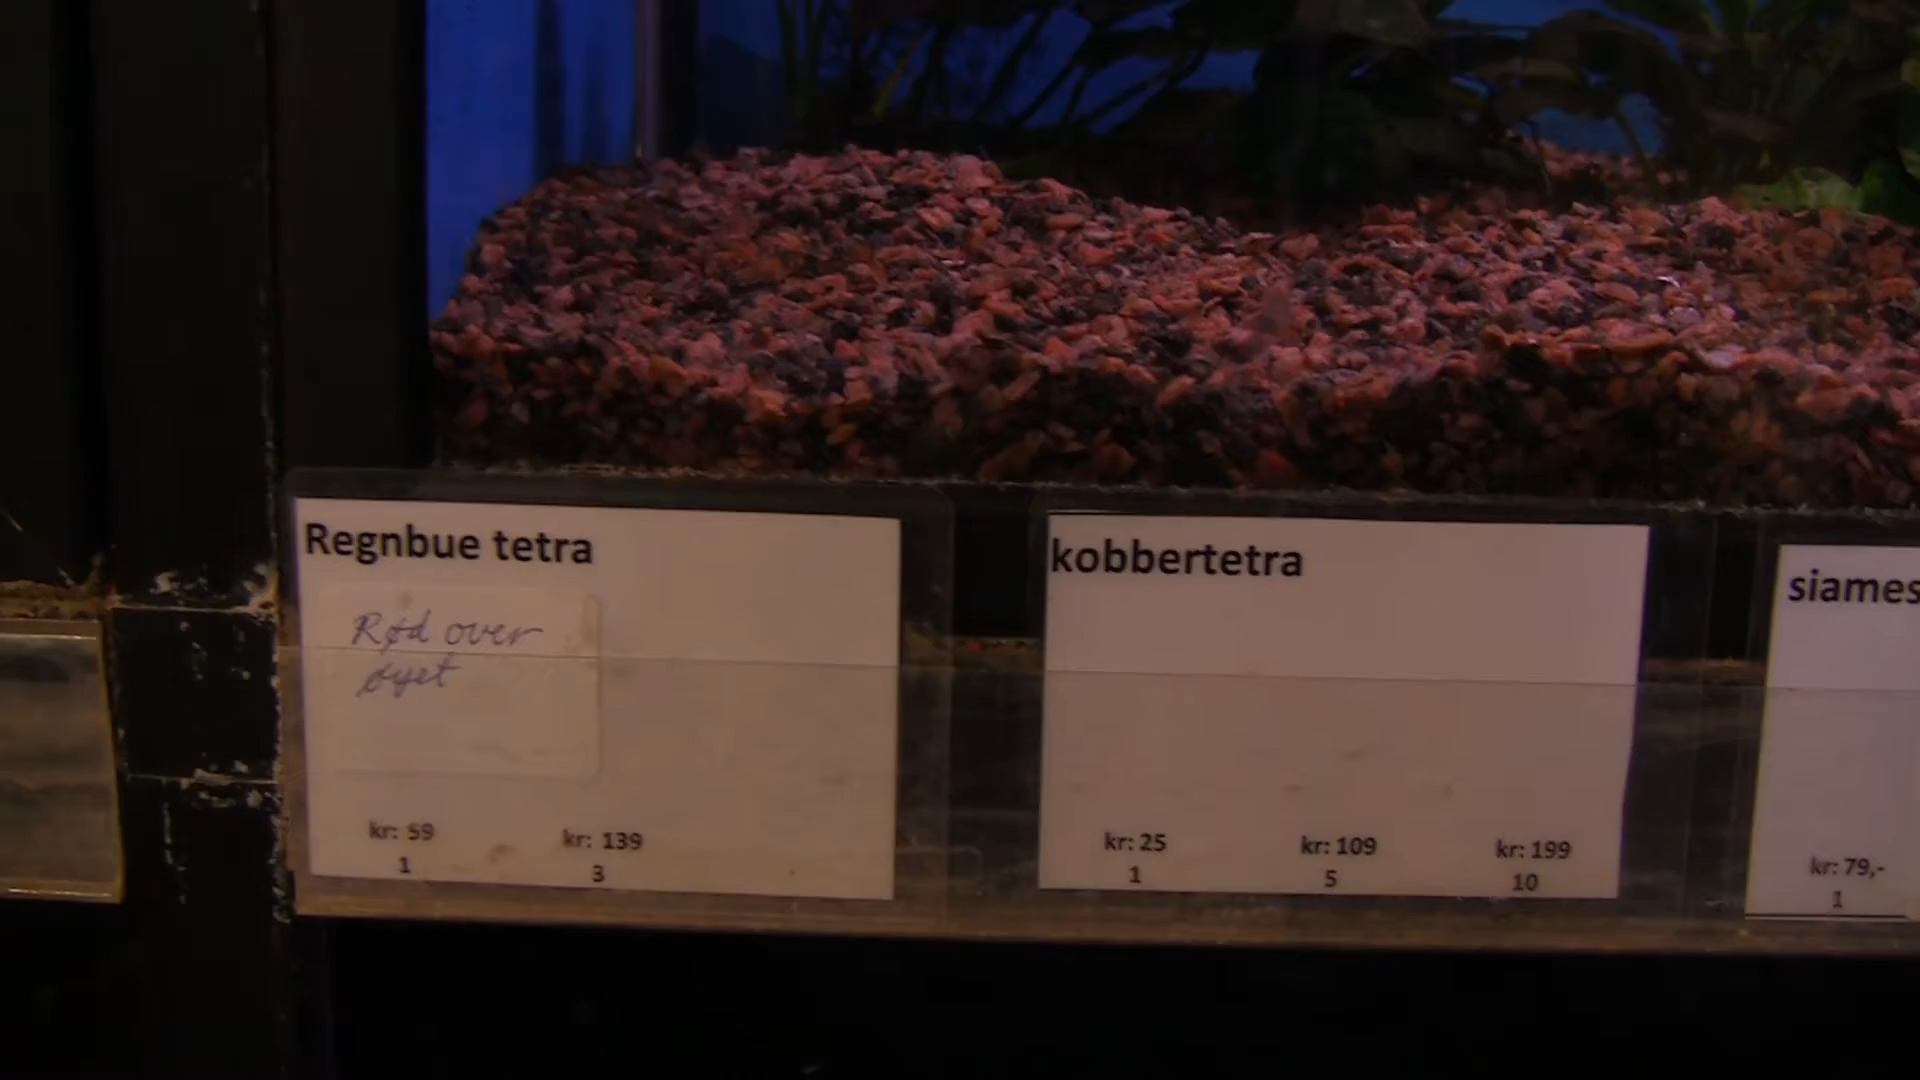 Regnbue tetra
Rød over
øyet
kr: 59
1
kr: 139
3
kobbertetra
kr: 25
1
kr: 109
5
kr: 199
10
siames
kr: 79,-
1